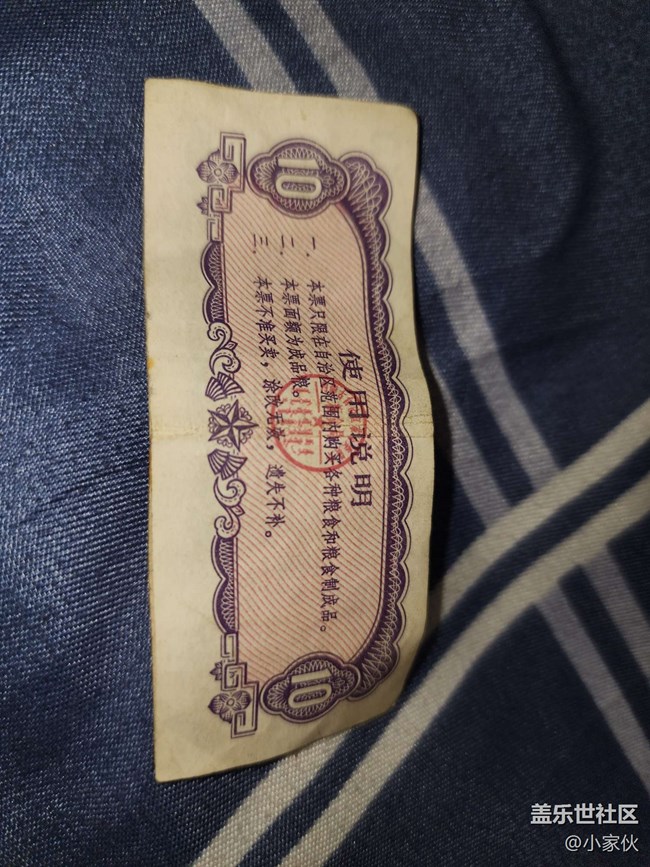 使用说明
一、本票只限在自治区范围内购买各种粮食和粮食制成品。
二、本票面额为成品粮。
三、本票不准买卖，涂改无效，遗失不补。
10
10
盖乐世社区
@小家伙